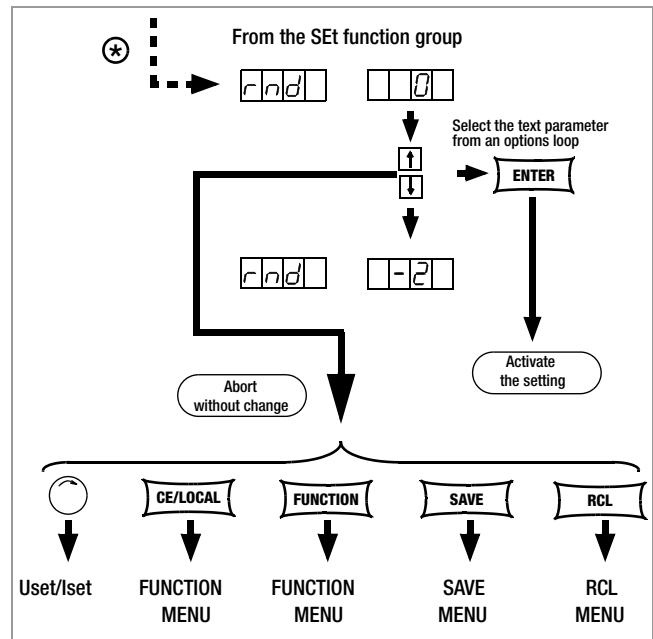 From the SEt function group
rnd 0
Select the text parameter
from an options loop
ENTER
rnd -2
Activate
the setting
Abort
without change
CE/LOCAL FUNCTION SAVE RCL
Uset/Iset FUNCTION FUNCTION SAVE RCL
MENU MENU MENU MENU